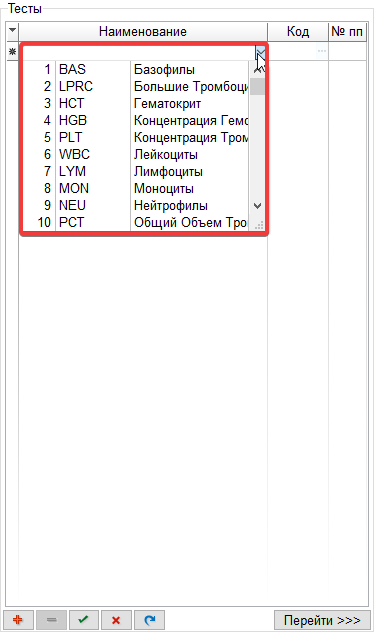 Тесты
Наименование Код № пп
1 BAS Базофилы
2 LPRC Большие Тромбоци
3 HCT Гематокрит
4 HGB Концентрация Гемо
5 PLT Концентрация Тром
6 WBC Лейкоциты
7 LYM Лимфоциты
8 MON Моноциты
9 NEU Нейтрофилы
10 PCT Общий Объем Тро
Перейти >>>